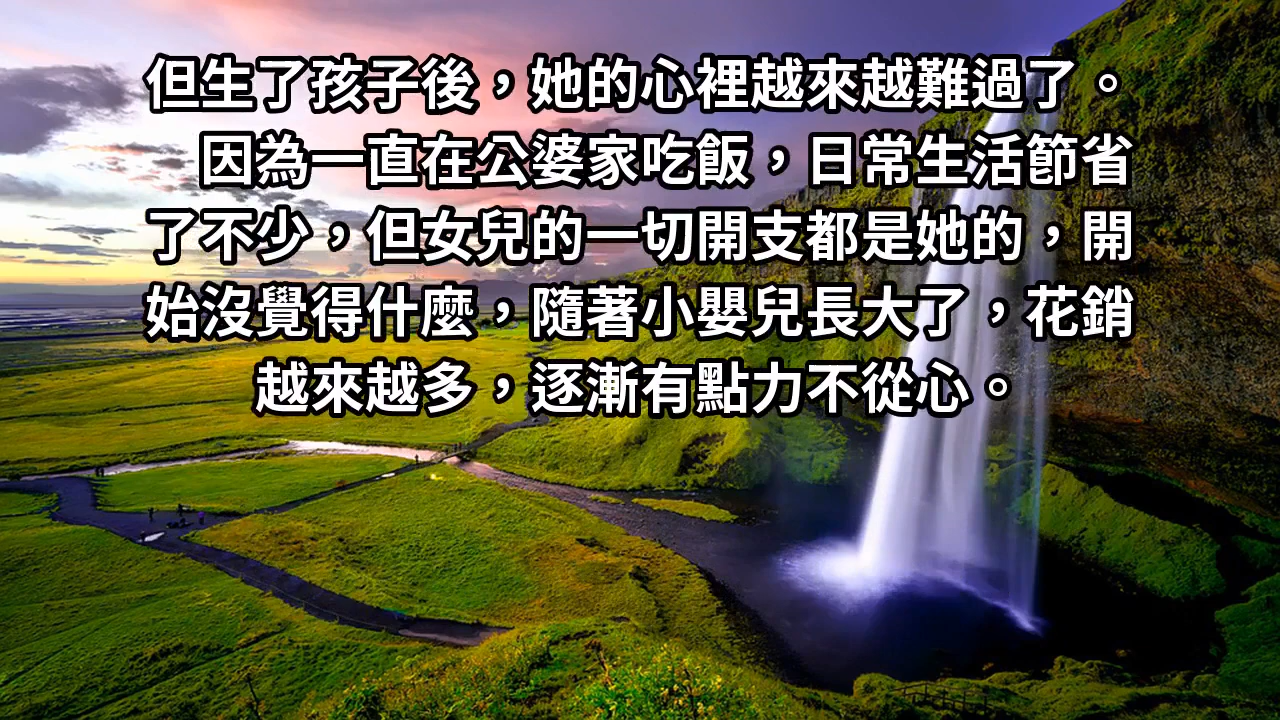 但生了孩子後，她的心裡越來越難過了。
因為一直在公婆家吃飯，日常生活節省
了不少，但女兒的一切開支都是她的，開
始沒覺得什麼，隨著小嬰兒長大了，花銷
越來越多，逐漸有點力不從心。